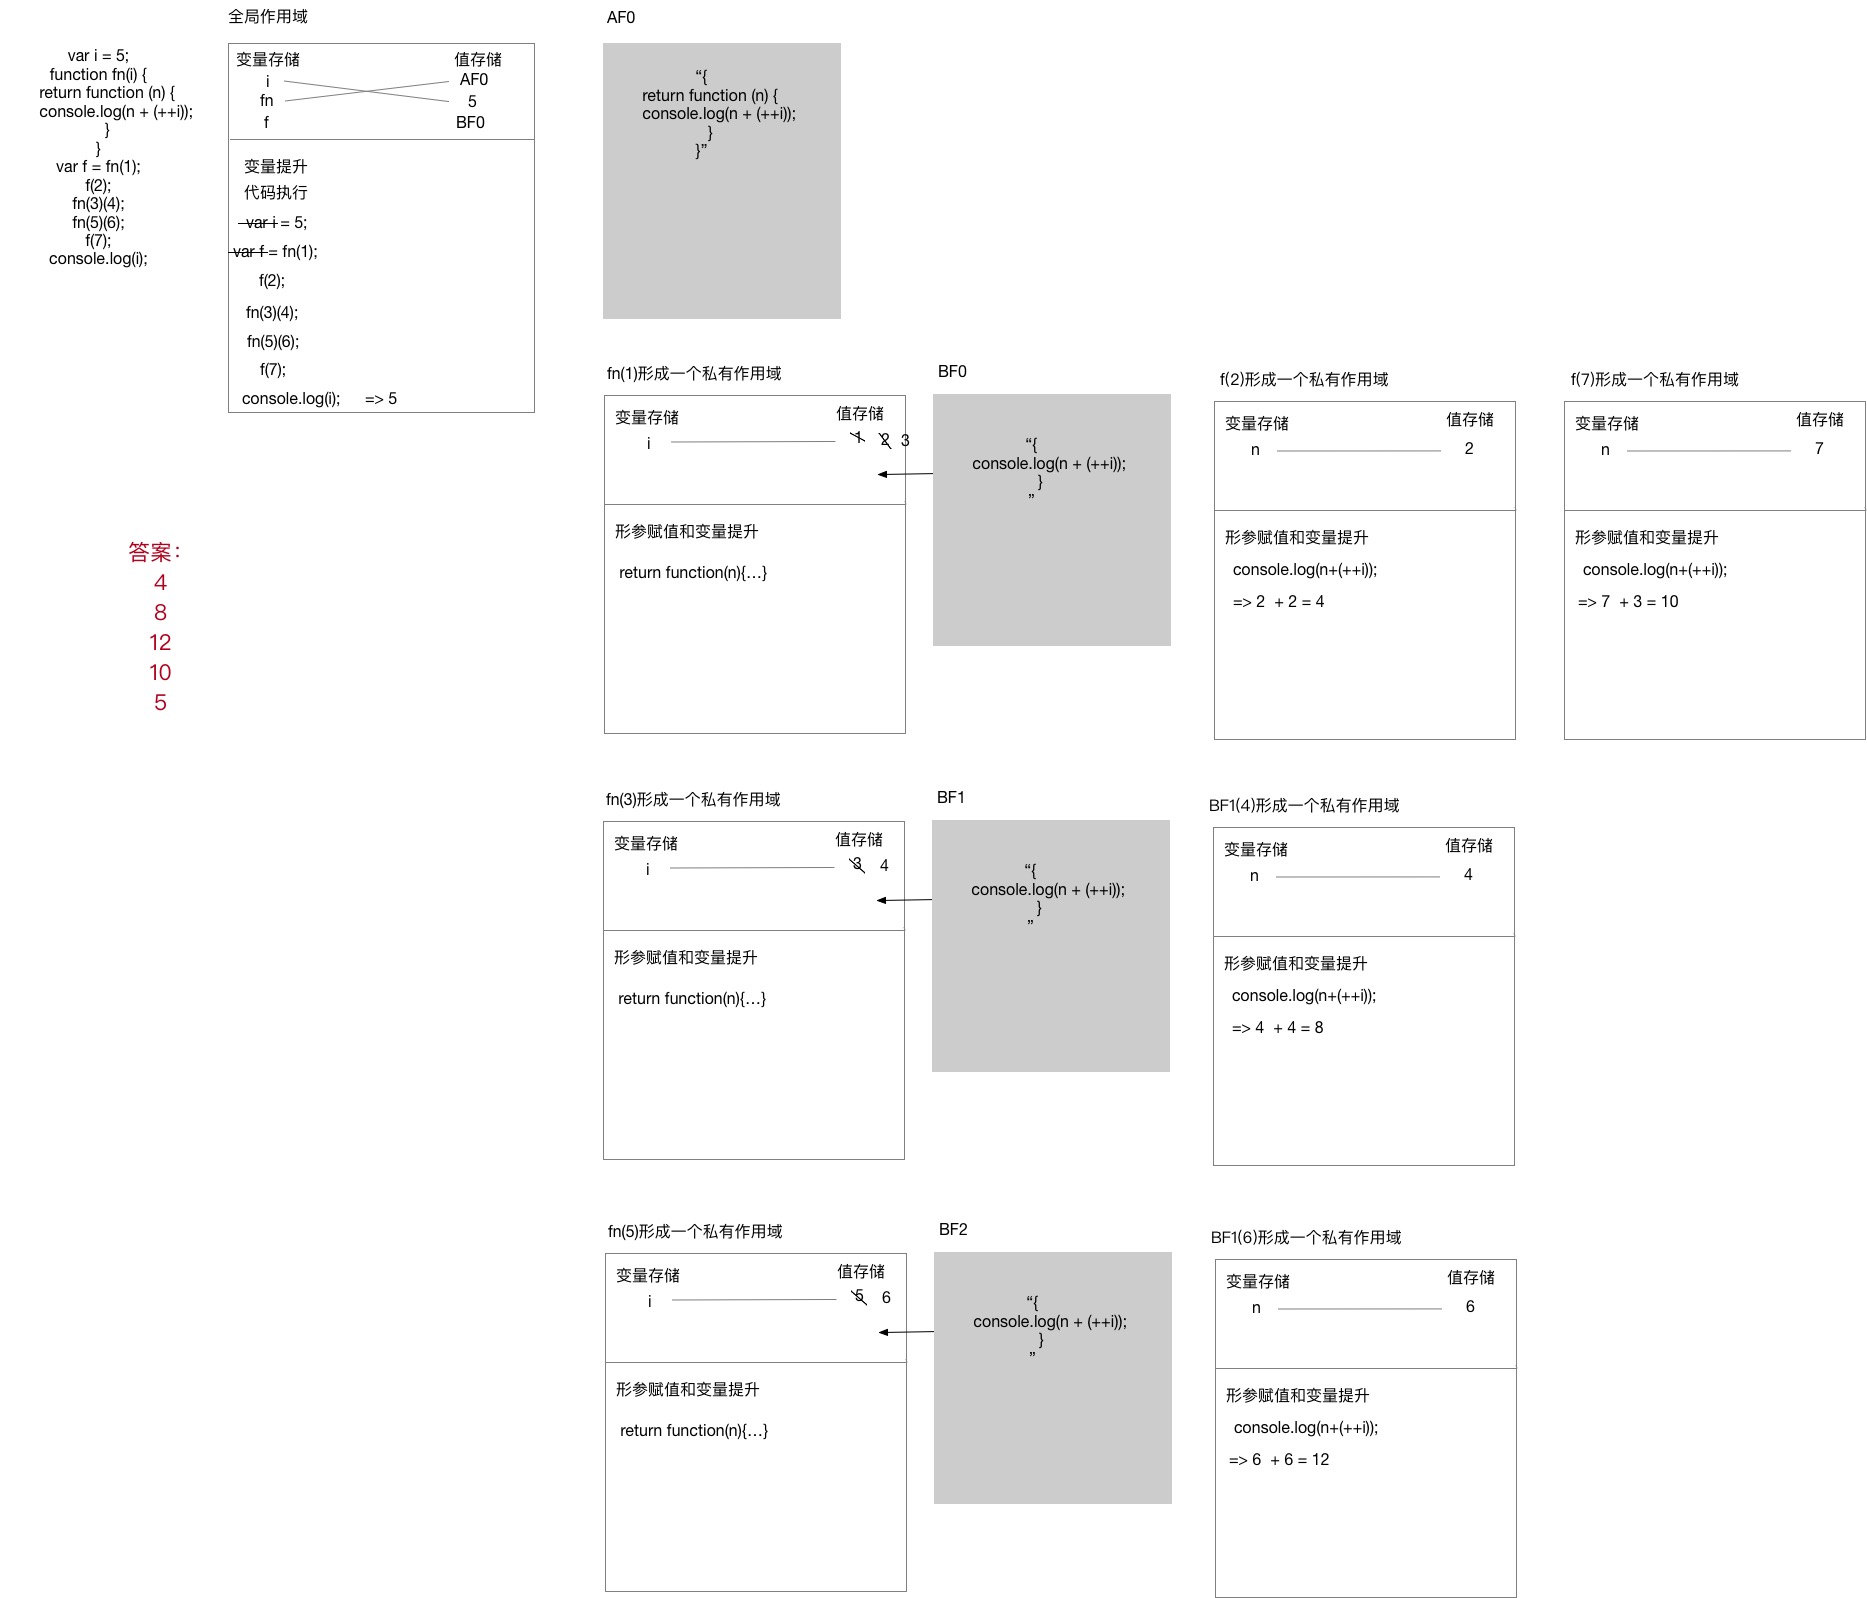 var i = 5;
function fn(i) {
return function (n) {
console.log(n + (++i));
}
}
var f = fn(1);
f(2);
fn(3)(4);
fn(5)(6);
f(7);
console.log(i);
答案：
4
8
12
10
5
全局作用域
变量存储 值存储
i AF0
fn 5
f BF0
变量提升
代码执行
var i = 5;
var f = fn(1);
f(2);
fn(3)(4);
fn(5)(6);
f(7);
console.log(i); => 5
AF0
“{
return function (n) {
console.log(n + (++i));
}
}”
fn(1)形成一个私有作用域
变量存储 值存储
i 1 2 3
形参赋值和变量提升
return function(n){…}
BF0
“{
console.log(n + (++i));
}
”
f(2)形成一个私有作用域
变量存储 值存储
n 2
形参赋值和变量提升
console.log(n+(++i));
=> 2 + 2 = 4
f(7)形成一个私有作用域
变量存储 值存储
n 7
形参赋值和变量提升
console.log(n+(++i));
=> 7 + 3 = 10
fn(3)形成一个私有作用域
变量存储 值存储
i 3 4
形参赋值和变量提升
return function(n){…}
BF1
“{
console.log(n + (++i));
}
”
BF1(4)形成一个私有作用域
变量存储 值存储
n 4
形参赋值和变量提升
console.log(n+(++i));
=> 4 + 4 = 8
fn(5)形成一个私有作用域
变量存储 值存储
i 5 6
形参赋值和变量提升
return function(n){…}
BF2
“{
console.log(n + (++i));
}
”
BF1(6)形成一个私有作用域
变量存储 值存储
n 6
形参赋值和变量提升
console.log(n+(++i));
=> 6 + 6 = 12